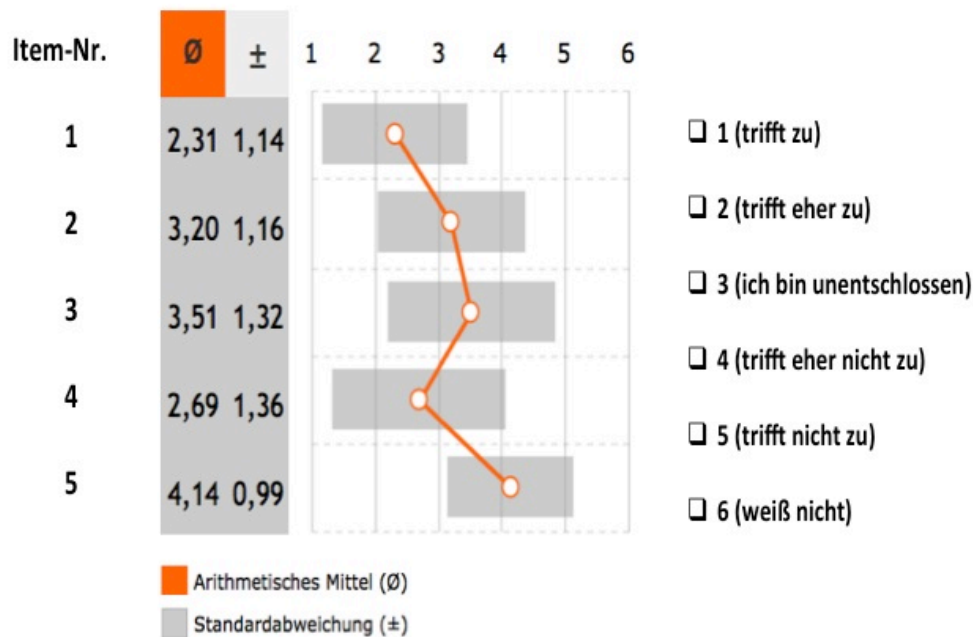 Item-Nr. Ø ± 1 2 3 4 5 6
1 2,31 1,14 ❑ 1 (trifft zu)
2 3,20 1,16 ❑ 2 (trifft eher zu)
3 3,51 1,32 ❑ 3 (ich bin unentschlossen)
4 2,69 1,36 ❑ 4 (trifft eher nicht zu)
5 4,14 0,99 ❑ 5 (trifft nicht zu)
❑ 6 (weiß nicht)
Arithmetisches Mittel (Ø)
Standardabweichung (±)